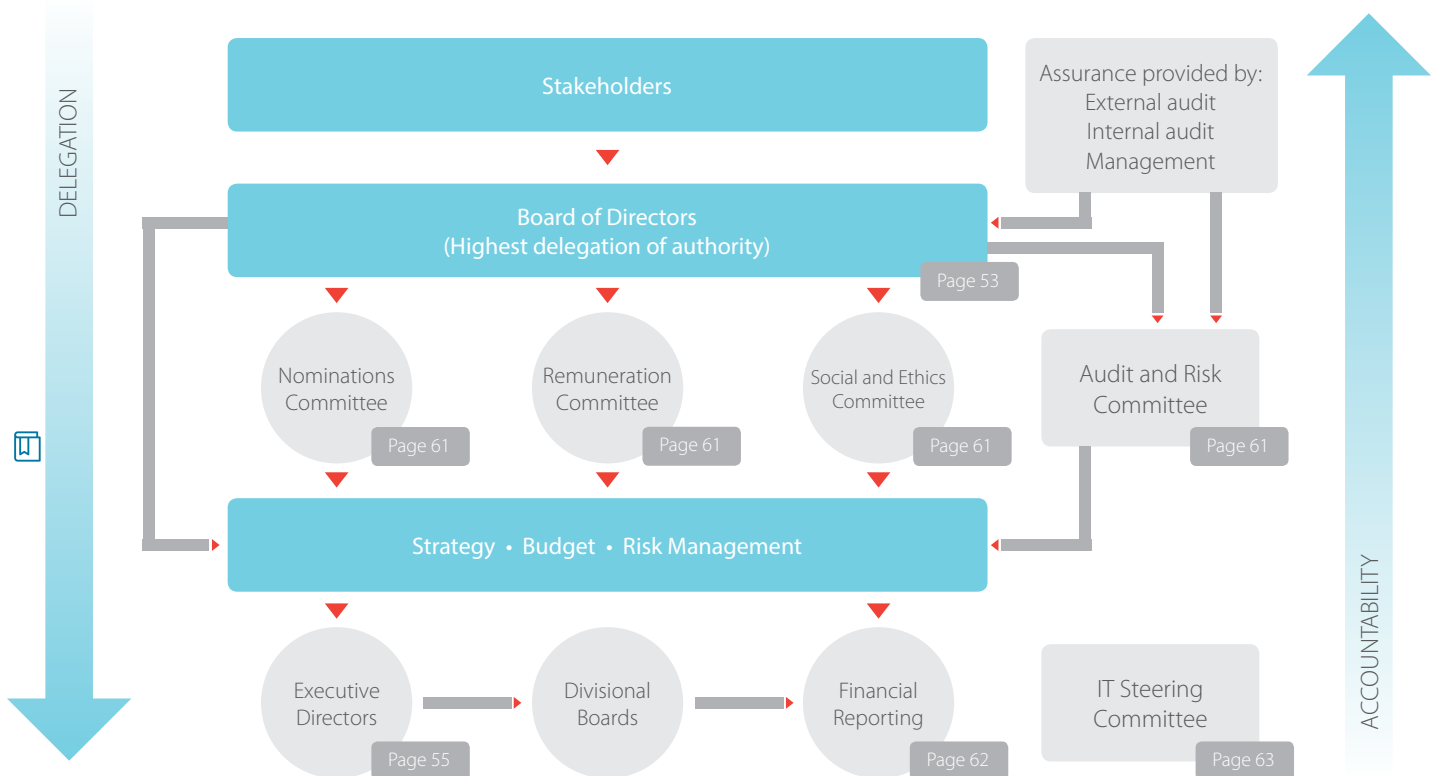 DELEGATION
Stakeholders
Assurance provided by:
External audit
Internal audit
Management
Board of Directors
(Highest delegation of authority)
Page 53
Nominations
Committee
Page 61
Remuneration
Committee
Page 61
Social and Ethics
Committee
Page 61
Audit and Risk
Committee
Page 61
Strategy • Budget • Risk Management
Executive
Directors
Page 55
Divisional
Boards
Financial
Reporting
Page 62
IT Steering
Committee
Page 63
ACCOUNTABILITY